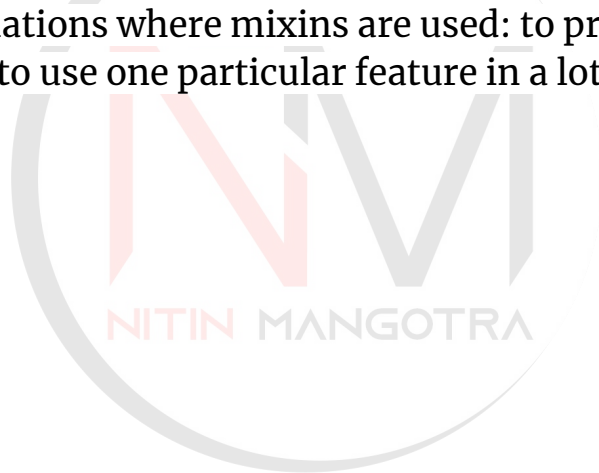 ations where mixins are used: to pr
to use one particular feature in a lot
NITIN MANGOTRA